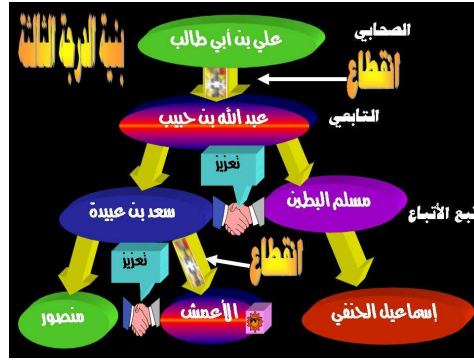 بنية الدرجة الثالثة
علي بن أبي طالب
الصحابي
انقطاع
عبد الله بن حبيب
التابعي
تعزيز
سعد بن عبيدة
مسلم البطين
تبع الأتباع
تعزيز
انقطاع
منصور
الأعمش
إسماعيل الحنفي